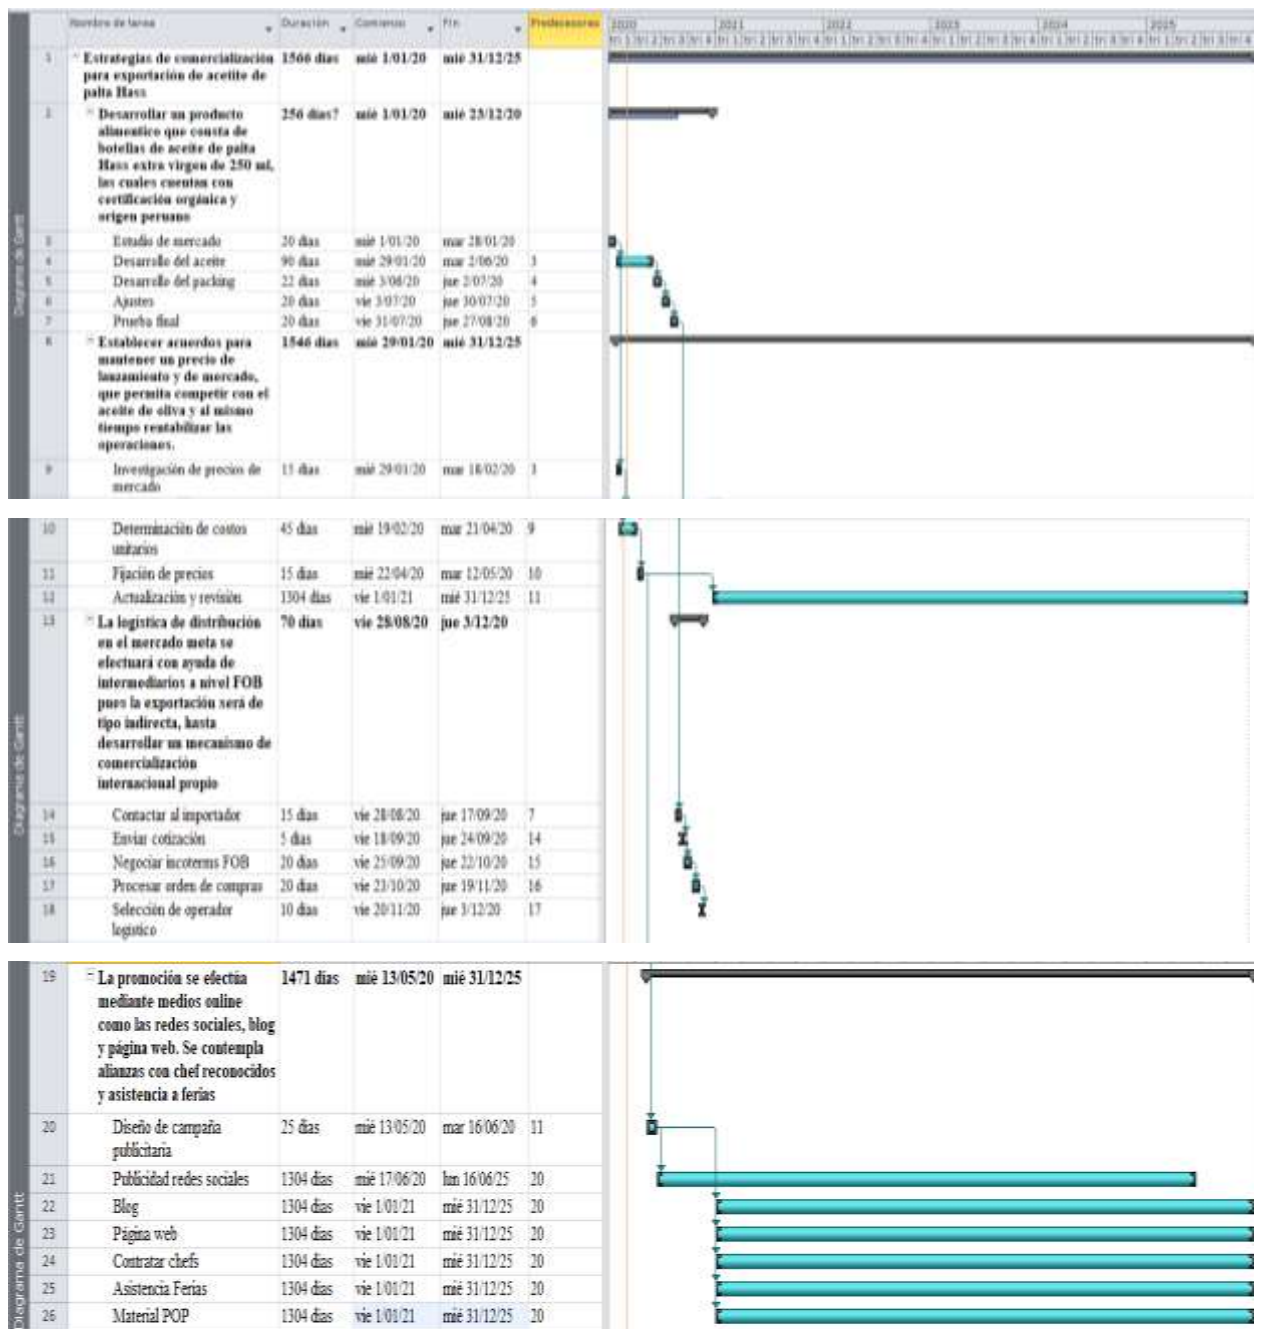 Nombre de tarea Duración Comienzo Fin Predecesores 2020 2021 2022 2023 2024 2025
1 Estrategias de comercialización 1566 días mié 1/01/20 mié 31/12/25
para exportación de aceite de
palta Hass
2 Desarrollar un producto 256 días? mié 1/01/20 mié 23/12/20
alimentico que consta de
botellas de aceite de palta
Hass extra virgen de 250 ml,
las cuales cuentan con
certificación orgánica y
origen peruano
3 Estudio de mercado 20 días mié 1/01/20 mar 28/01/20
4 Desarrollo del aceite 90 días mié 29/01/20 mar 2/06/20 3
5 Desarrollo del packing 22 días mié 3/06/20 jue 2/07/20 4
6 Ajustes 20 días vie 3/07/20 jue 30/07/20 5
7 Prueba final 20 días vie 31/07/20 jue 27/08/20 6
8 Establecer acuerdos para 1546 días mié 29/01/20 mié 31/12/25
mantener un precio de
lanzamiento y de mercado,
que permita competir con el
aceite de oliva y al mismo
tiempo rentabilizar las
operaciones.
9 Investigación de precios de 15 días mié 29/01/20 mar 18/02/20 3
mercado
Diagrama de Gantt
10 Determinación de costos 45 días mié 19/02/20 mar 21/04/20 9
unitarios
11 Fijación de precios 15 días mié 22/04/20 mar 12/05/20 10
12 Actualización y revisión 1304 días vie 1/01/21 mié 31/12/25 11
13 La logística de distribución 70 días vie 28/08/20 jue 3/12/20
en el mercado meta se
efectuará con ayuda de
intermediarios a nivel FOB
pues la exportación será de
tipo indirecta, hasta
desarrollar un mecanismo de
comercialización
internacional propio
14 Contactar al importador 15 días vie 28/08/20 jue 17/09/20 7
15 Enviar cotización 5 días vie 18/09/20 jue 24/09/20 14
16 Negociar incoterms FOB 20 días vie 25/09/20 jue 22/10/20 15
17 Procesar orden de compras 20 días vie 23/10/20 jue 19/11/20 16
18 Selección de operador 10 días vie 20/11/20 jue 3/12/20 17
logístico
Diagrama de Gantt
19 La promoción se efectúa 1471 días mié 13/05/20 mié 31/12/25
mediante medios online
como las redes sociales, blog
y página web. Se contempla
alianzas con chef reconocidos
y asistencia a ferias
20 Diseño de campaña 25 días mié 13/05/20 mar 16/06/20 11
publicitaria
21 Publicidad redes sociales 1304 días mié 17/06/20 lun 16/06/25 20
22 Blog 1304 días vie 1/01/21 mié 31/12/25 20
23 Página web 1304 días vie 1/01/21 mié 31/12/25 20
24 Contratar chefs 1304 días vie 1/01/21 mié 31/12/25 20
25 Asistencia Ferias 1304 días vie 1/01/21 mié 31/12/25 20
26 Material POP 1304 días vie 1/01/21 mié 31/12/25 20
Diagrama de Gantt